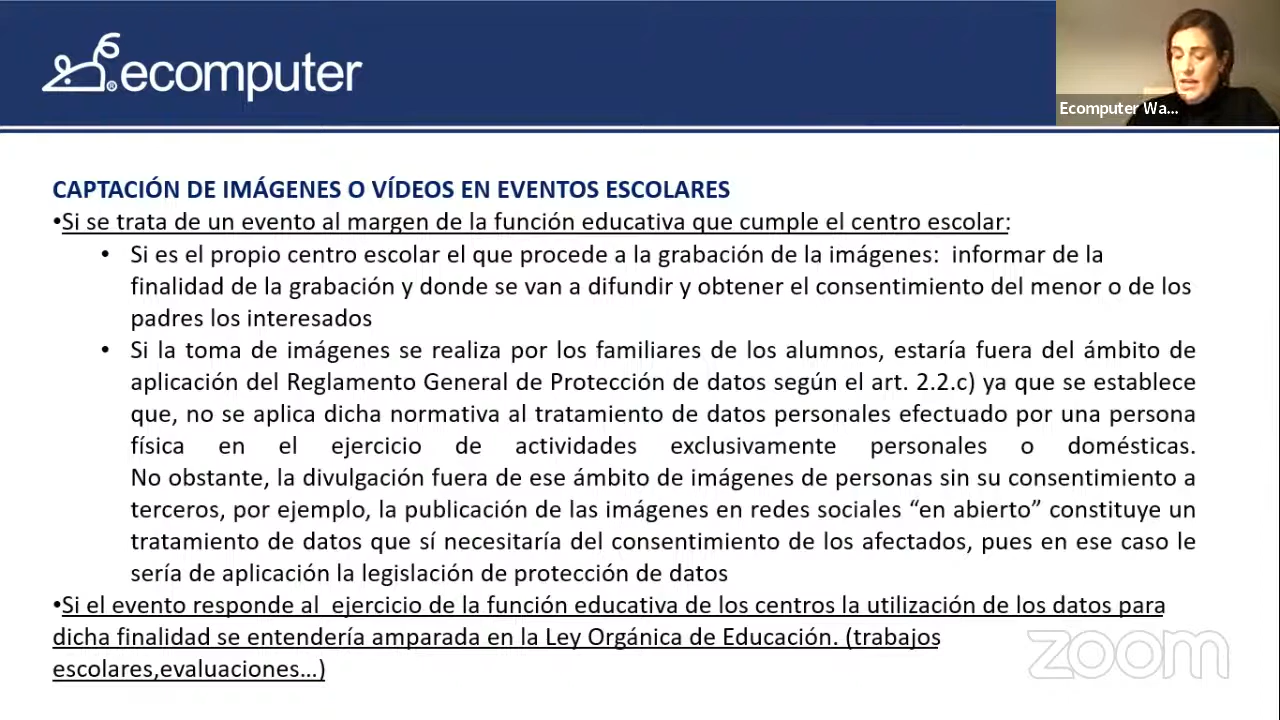 ecomputer
Ecomputer Wa...
CAPTACIÓN DE IMÁGENES O VÍDEOS EN EVENTOS ESCOLARES
•Si se trata de un evento al margen de la función educativa que cumple el centro escolar:
• Si es el propio centro escolar el que procede a la grabación de la imágenes: informar de la
finalidad de la grabación y donde se van a difundir y obtener el consentimiento del menor o de los
padres los interesados
• Si la toma de imágenes se realiza por los familiares de los alumnos, estaría fuera del ámbito de
aplicación del Reglamento General de Protección de datos según el art. 2.2.c) ya que se establece
que, no se aplica dicha normativa al tratamiento de datos personales efectuado por una persona
física en el ejercicio de actividades exclusivamente personales o domésticas.
No obstante, la divulgación fuera de ese ámbito de imágenes de personas sin su consentimiento a
terceros, por ejemplo, la publicación de las imágenes en redes sociales “en abierto” constituye un
tratamiento de datos que sí necesitaría del consentimiento de los afectados, pues en ese caso le
sería de aplicación la legislación de protección de datos
•Si el evento responde al ejercicio de la función educativa de los centros la utilización de los datos para
dicha finalidad se entendería amparada en la Ley Orgánica de Educación. (trabajos
escolares,evaluaciones...)
zoom